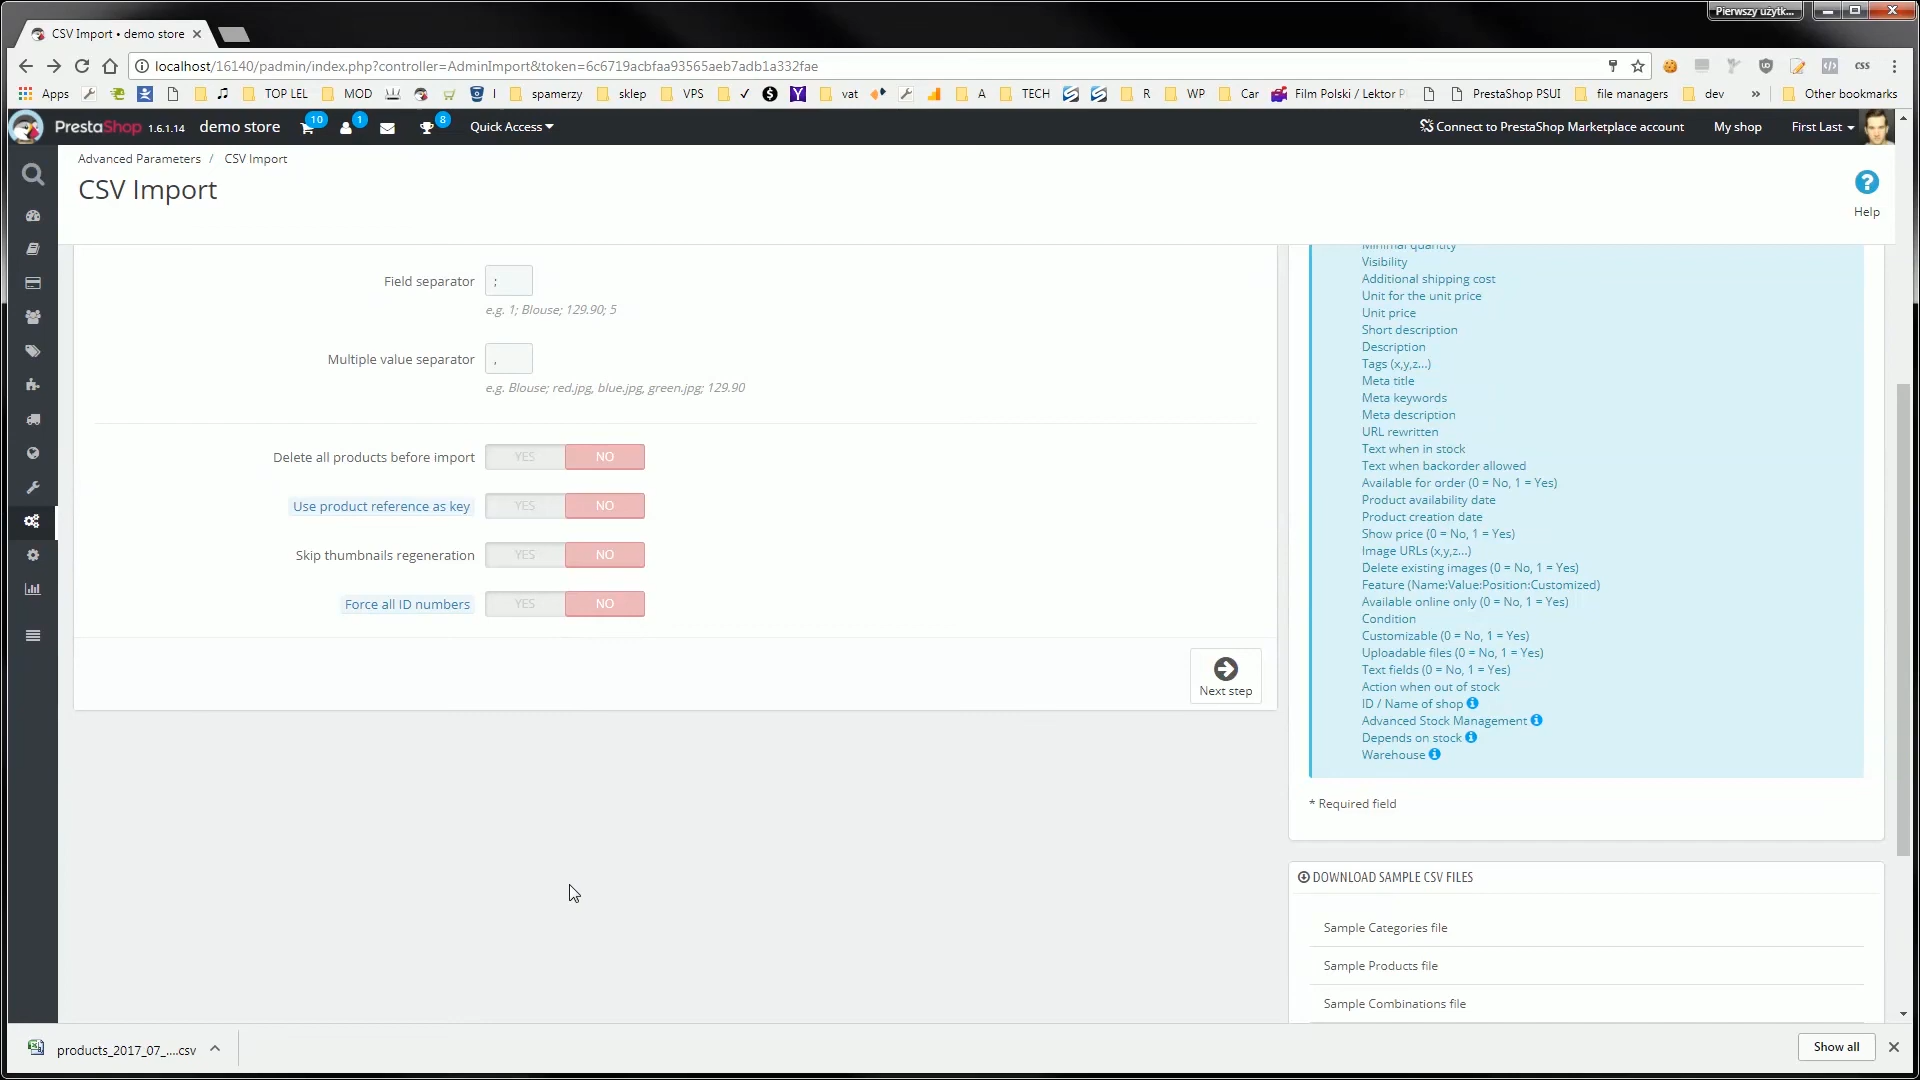 Pierwszy użytk...
CSV Import • demo store
localhost/16140/padmin/index.php?controller=AdminImport&token=6c6719acbfaa93565aeb7adb1a332fae
css
Apps
TOP LEL
MOD
I
spamerzy
sklep
VPS
vat
A
TECH
R
WP
Car
Film Polski / Lektor P
PrestaShop PSUI
file managers
dev
»
Other bookmarks
PrestaShop 1.6.1.14
demo store
10
1
8
Quick Access
Connect to PrestaShop Marketplace account
My shop
First Last
Advanced Parameters / CSV Import
CSV Import
Help
Field separator
;
e.g. 1; Blouse; 129.90; 5
Multiple value separator
,
e.g. Blouse; red.jpg, blue.jpg, green.jpg; 129.90
Delete all products before import YES NO
Use product reference as key YES NO
Skip thumbnails regeneration YES NO
Force all ID numbers YES NO
Next step
Minimal quantity
Visibility
Additional shipping cost
Unit for the unit price
Unit price
Short description
Description
Tags (x,y,z...)
Meta title
Meta keywords
Meta description
URL rewritten
Text when in stock
Text when backorder allowed
Available for order (0 = No, 1 = Yes)
Product availability date
Product creation date
Show price (0 = No, 1 = Yes)
Image URLs (x,y,z...)
Delete existing images (0 = No, 1 = Yes)
Feature (Name:Value:Position:Customized)
Available online only (0 = No, 1 = Yes)
Condition
Customizable (0 = No, 1 = Yes)
Uploadable files (0 = No, 1 = Yes)
Text fields (0 = No, 1 = Yes)
Action when out of stock
ID / Name of shop
Advanced Stock Management
Depends on stock
Warehouse
* Required field
DOWNLOAD SAMPLE CSV FILES
Sample Categories file
Sample Products file
Sample Combinations file
products_2017_07_....csv
Show all